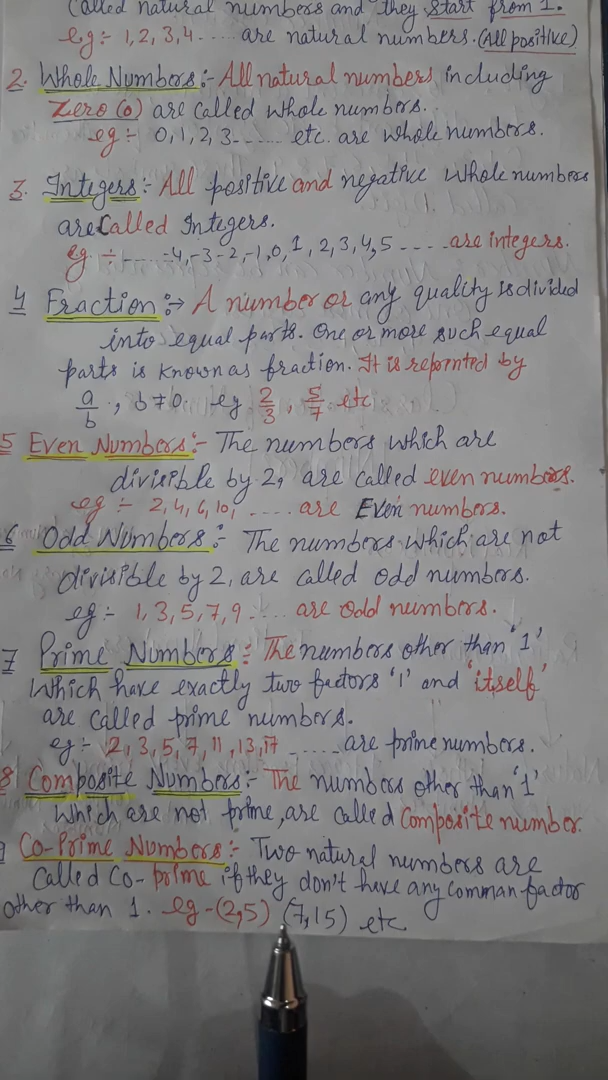 Called natural numbers and they start from 1.
eg :- 1, 2, 3, 4 ..... are natural numbers. (All positive)
2. Whole Numbers :- All natural numbers including
Zero (0) are called whole numbers.
eg :- 0, 1, 2, 3 ...... etc. are whole numbers.
3. Integers :- All positive and negative whole numbers
are Called Integers.
eg ÷ ...... -4, -3 -2, -1, 0, 1, 2, 3, 4, 5 ..... are integers.
4 Fraction :→ A number or any quality is divided
into equal parts. One or more such equal
parts is known as fraction. It is reprinted by
a/b , b≠0. eg 2/3 , 5/7 etc
5 Even Numbers :- The numbers which are
divisible by 2, are called even numbers.
eg :- 2, 4, 6, 10, ..... are Even numbers.
6 Odd Numbers :- The numbers which are not
divisible by 2, are called odd numbers.
eg :- 1, 3, 5, 7, 9 .... are odd numbers.
7 Prime Numbers :- The numbers other than '1'
Which have exactly two factors '1' and 'itself'
are called prime numbers.
eg :- 2, 3, 5, 7, 11, 13, 17 ..... are prime numbers.
8 Composite Numbers :- The numbers other than '1'
which are not prime, are called Composite number.
9 Co-Prime Numbers :- Two natural numbers are
Called Co-prime if they don't have any comman factor
other than 1. eg - (2,5) (7,15) etc